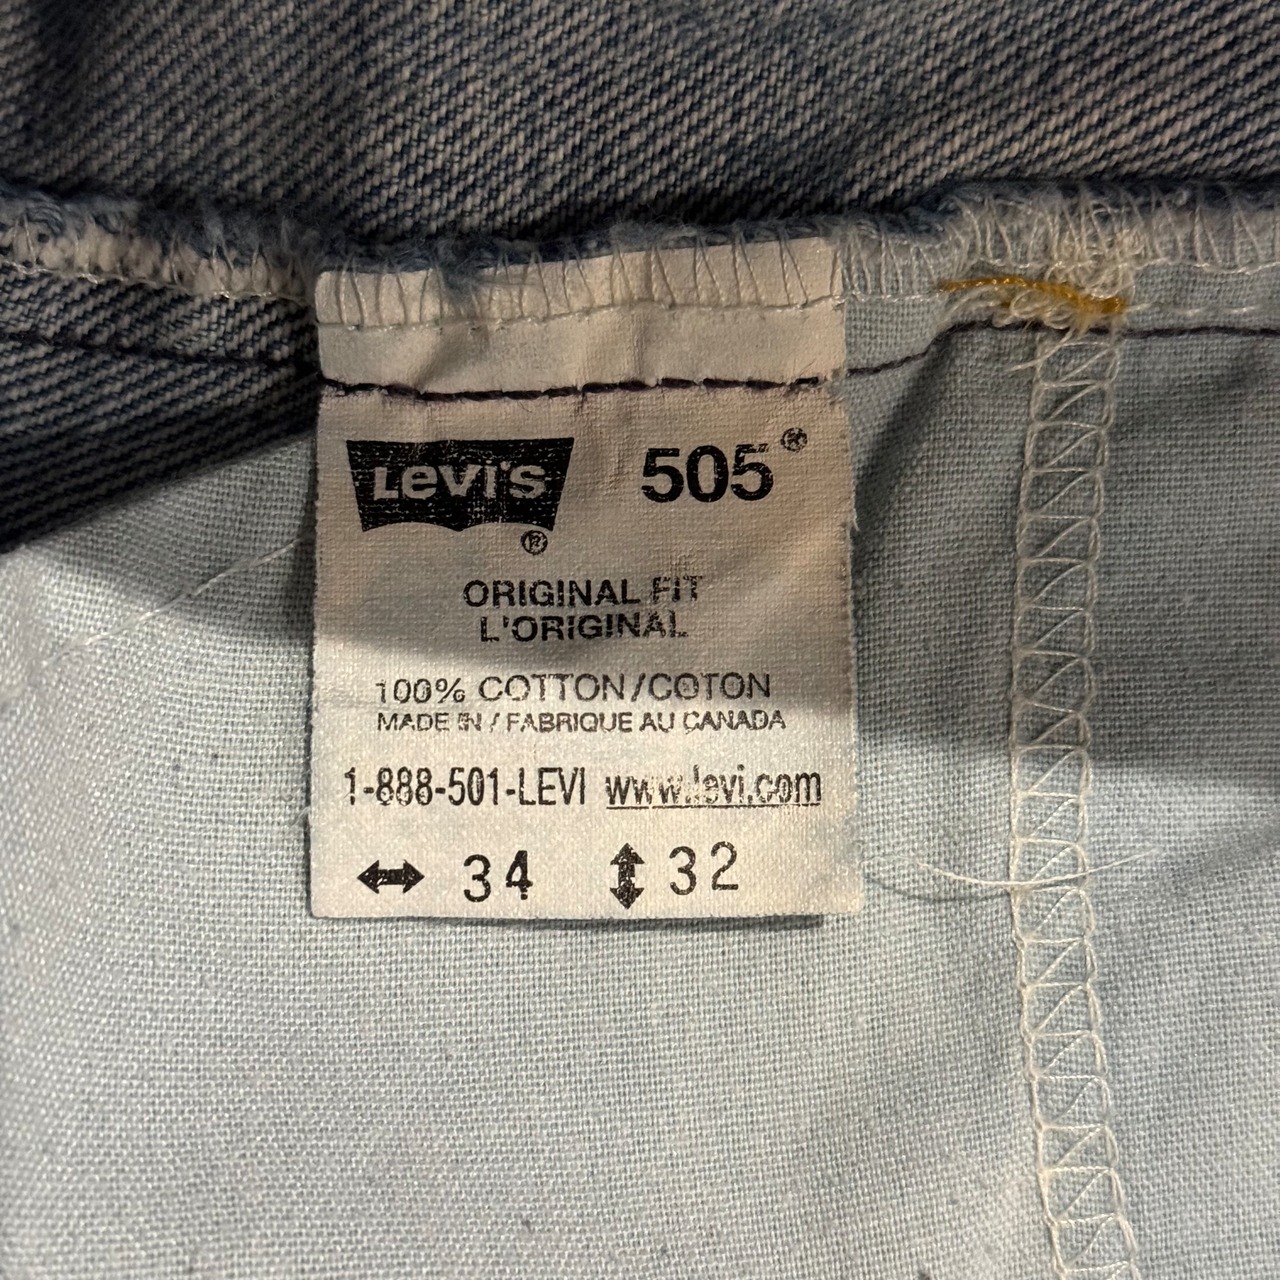 Levi's 505®
®
ORIGINAL FIT
L'ORIGINAL
100% COTTON/COTON
MADE IN / FABRIQUE AU CANADA
1-888-501-LEVI www.levi.com
↔ 34 ↕ 32